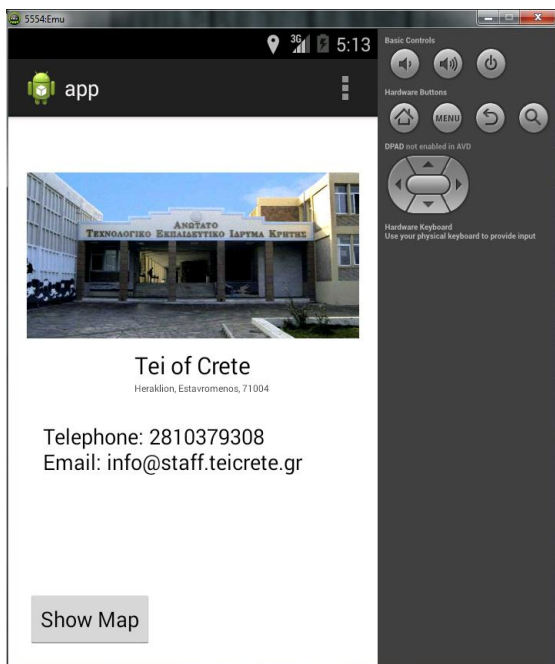 5554:Emu
3G 5:13
app
ΑΝΩΤΑΤΟ
ΤΕΧΝΟΛΟΓΙΚΟ ΕΚΠΑΙΔΕΥΤΙΚΟ ΙΔΡΥΜΑ ΚΡΗΤΗΣ
Tei of Crete
Heraklion, Estavromenos, 71004
Telephone: 2810379308
Email: info@staff.teicrete.gr
Show Map
Basic Controls
Hardware Buttons
MENU
DPAD not enabled in AVD
Hardware Keyboard
Use your physical keyboard to provide input